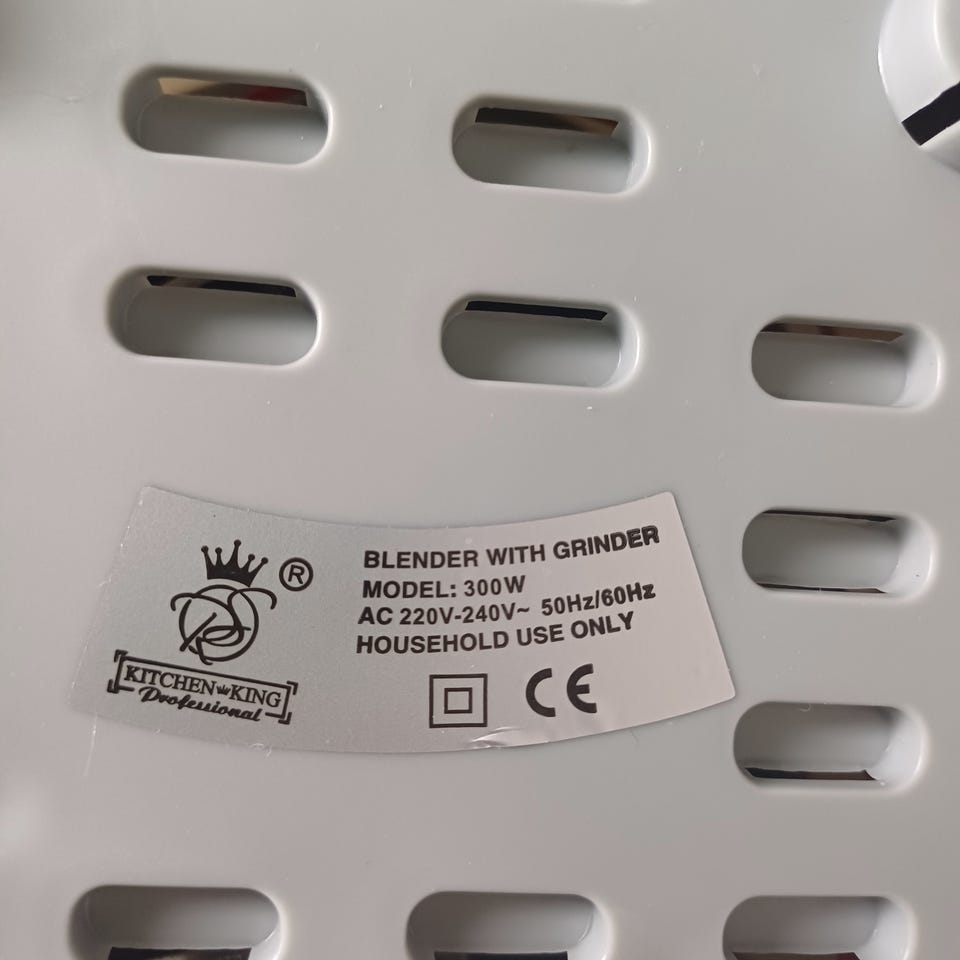 ®
KITCHEN KING
Professional
BLENDER WITH GRINDER
MODEL: 300W
AC 220V-240V~ 50Hz/60Hz
HOUSEHOLD USE ONLY
CE